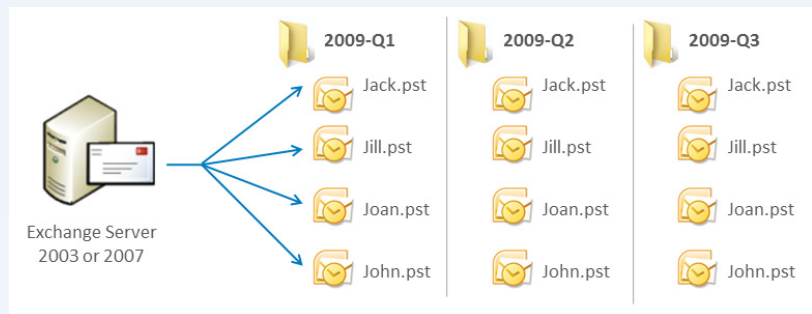 2009-Q1
Jack.pst
Jill.pst
Joan.pst
John.pst
2009-Q2
Jack.pst
Jill.pst
Joan.pst
John.pst
2009-Q3
Jack.pst
Jill.pst
Joan.pst
John.pst
Exchange Server
2003 or 2007